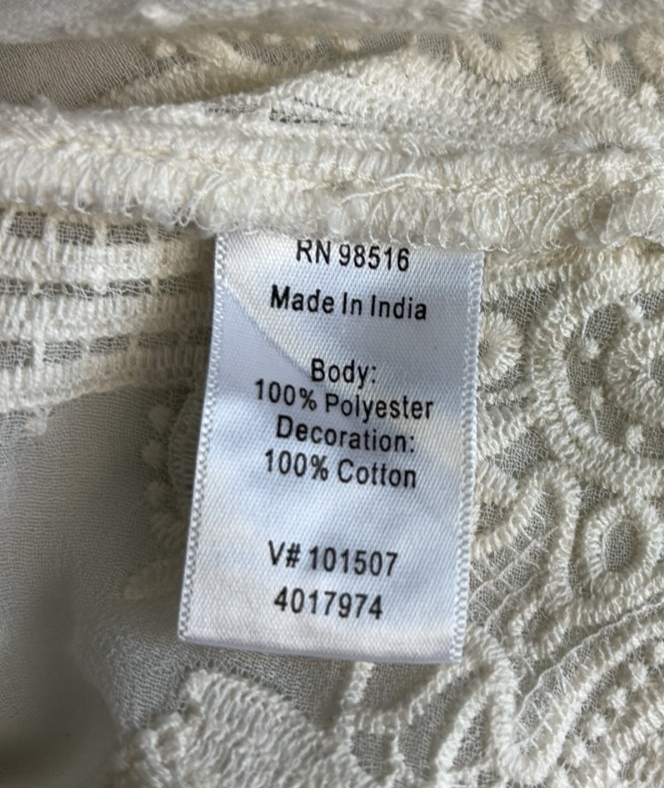 RN 98516
Made In India
Body:
100% Polyester
Decoration:
100% Cotton
V# 101507
4017974